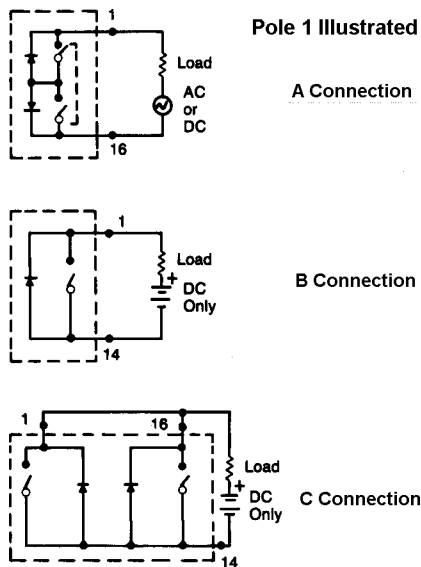 Pole 1 Illustrated
1
Load
AC
or
DC
16
A Connection
1
Load
+
DC
Only
14
B Connection
1
16
Load
+
DC
Only
14
C Connection